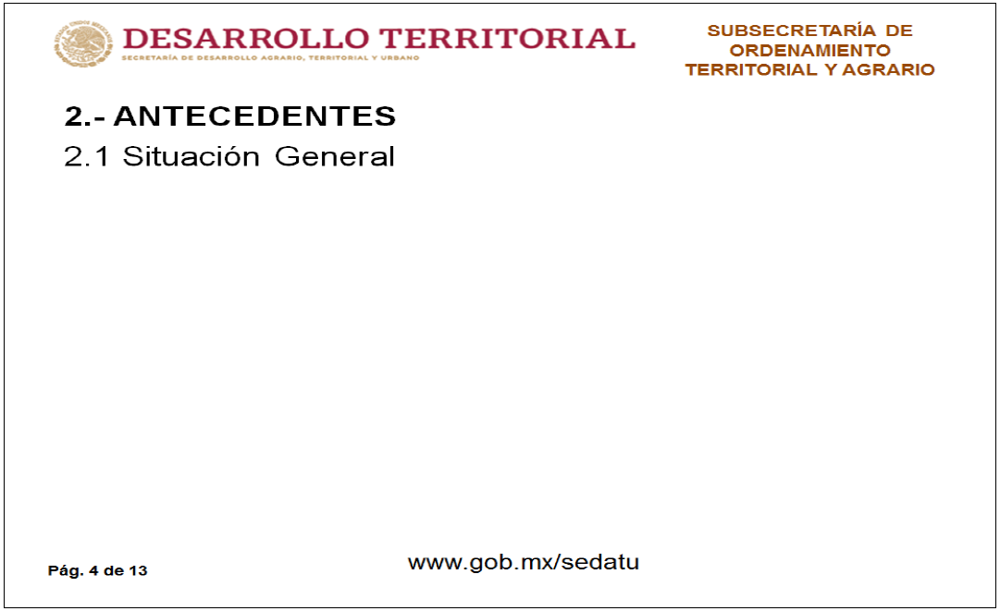 DESARROLLO TERRITORIAL
SECRETARÍA DE DESARROLLO AGRARIO, TERRITORIAL Y URBANO
SUBSECRETARÍA DE
ORDENAMIENTO
TERRITORIAL Y AGRARIO
2.- ANTECEDENTES
2.1 Situación General
Pág. 4 de 13
www.gob.mx/sedatu